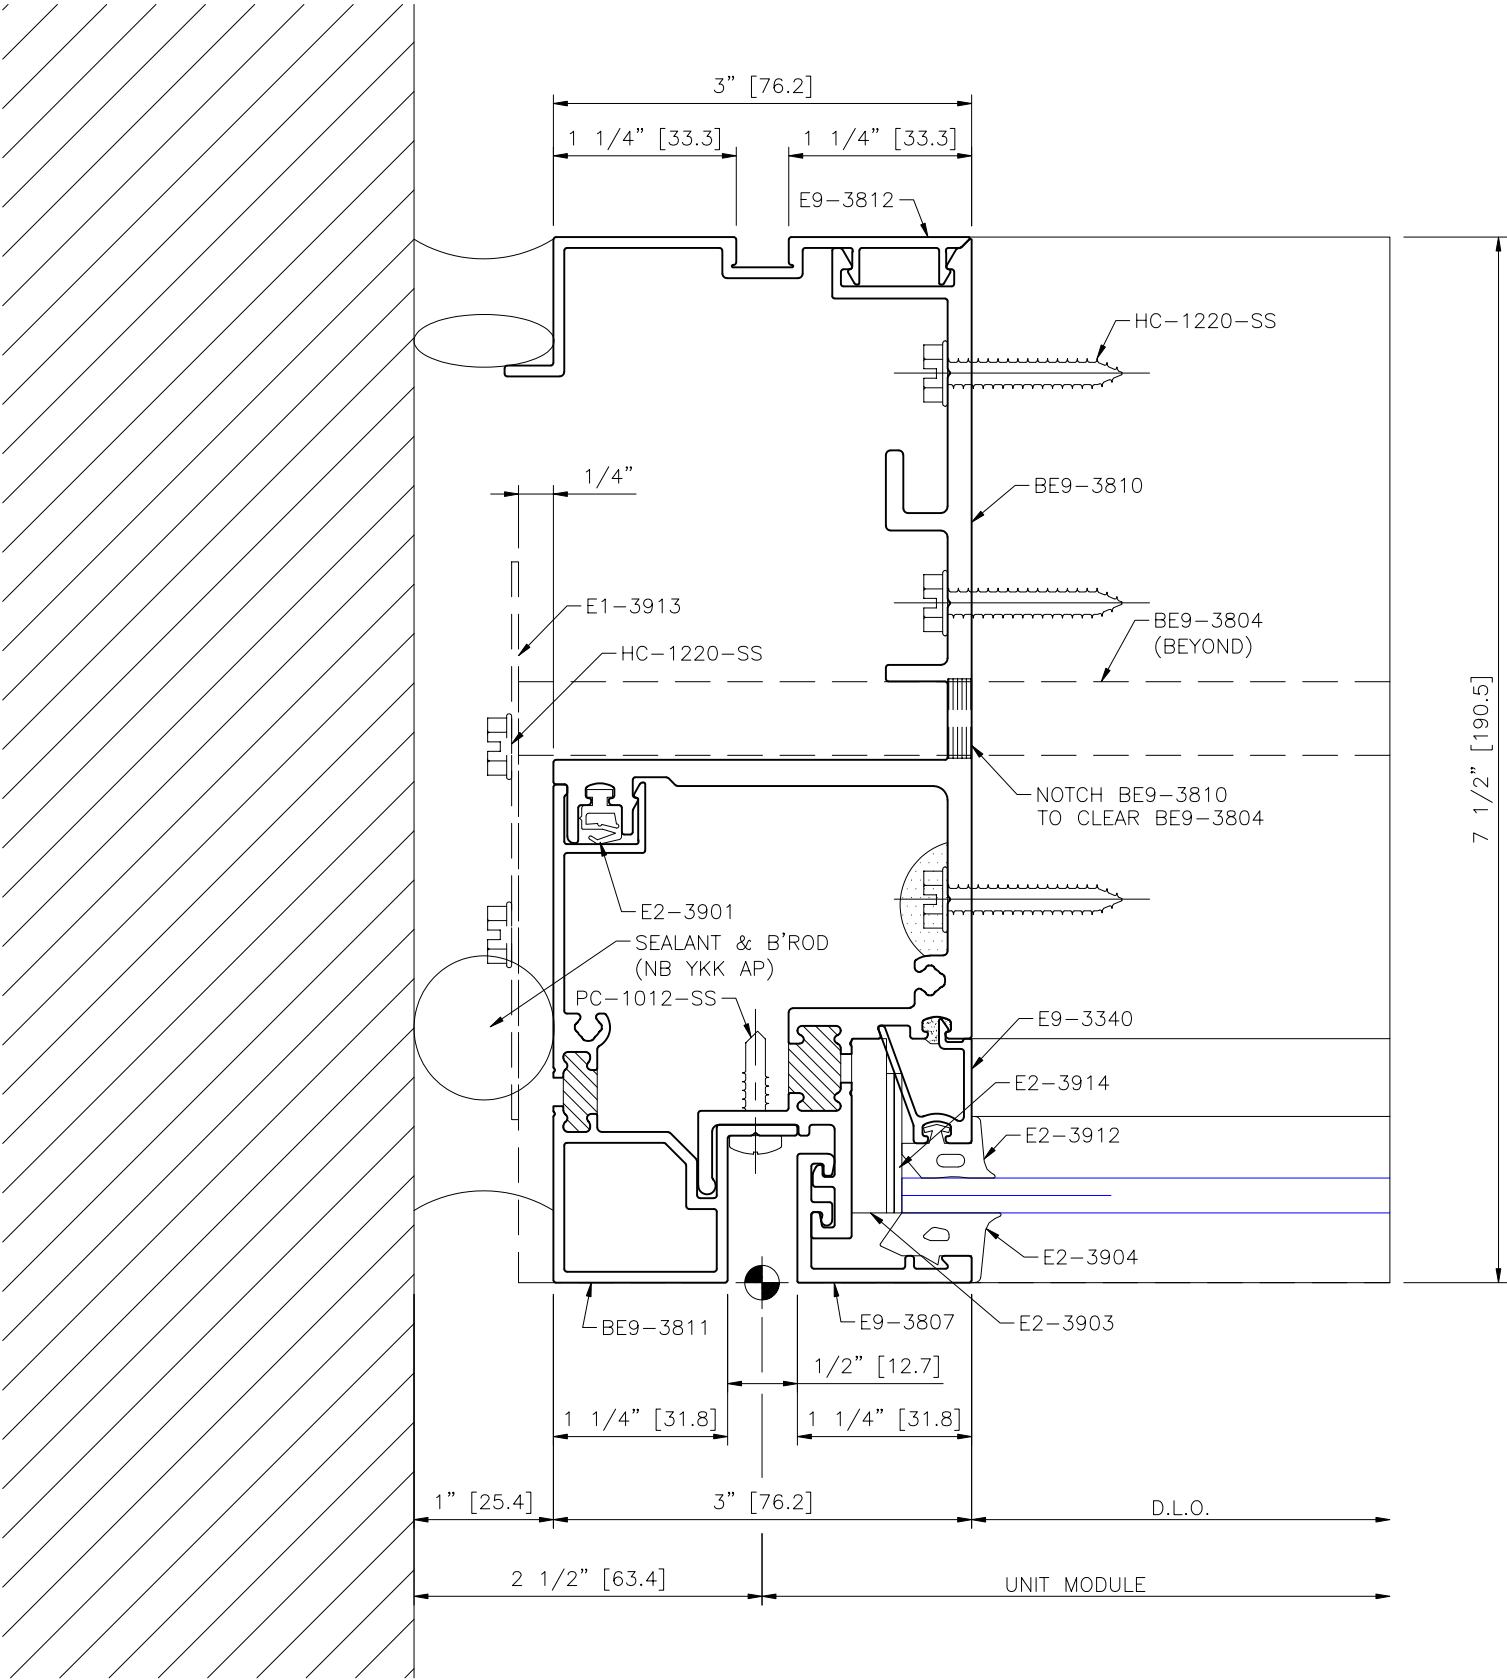 3" [76.2]
1 1/4" [33.3]
1 1/4" [33.3]
E9-3812
HC-1220-SS
1/4"
BE9-3810
E1-3913
HC-1220-SS
BE9-3804
(BEYOND)
7 1/2" [190.5]
NOTCH BE9-3810
TO CLEAR BE9-3804
E2-3901
SEALANT & B'ROD
(NB YKK AP)
PC-1012-SS
E9-3340
E2-3914
E2-3912
E2-3904
BE9-3811
E9-3807
E2-3903
1/2" [12.7]
1 1/4" [31.8]
1 1/4" [31.8]
1" [25.4]
3" [76.2]
D.L.O.
2 1/2" [63.4]
UNIT MODULE